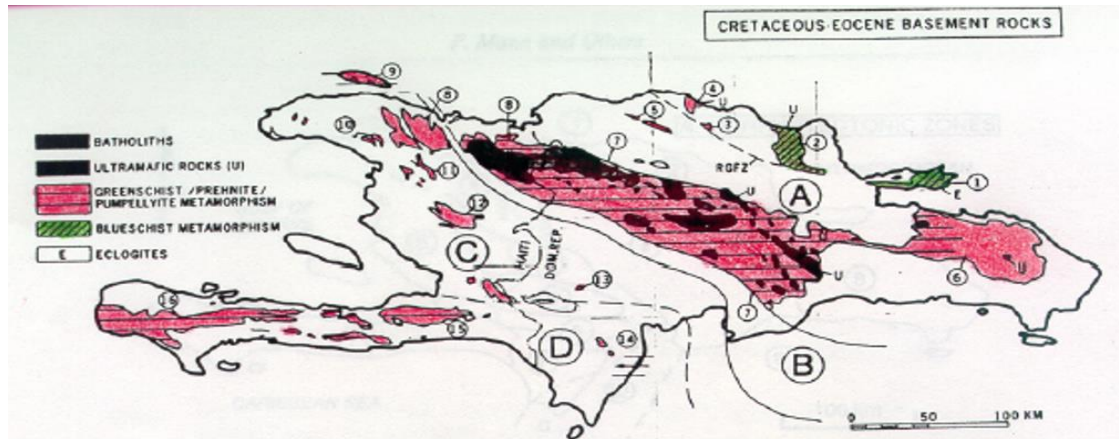 CRETACEOUS-EOCENE BASEMENT ROCKS
P. Mann and Others
BATHOLITHS
ULTRAMAFIC ROCKS (U)
GREENSCHIST /PREHNITE/
PUMPELLYITE METAMORPHISM
BLUESCHIST METAMORPHISM
E ECLOGITES
9
8
8
10
11
12
7
5
4
U
3
U
2
RGFZ
A
1
E
U
6
U
U
7
C
HAITI
DOM.REP.
13
16
15
D
14
B
0 50 100 KM
CARIBBEAN SEA